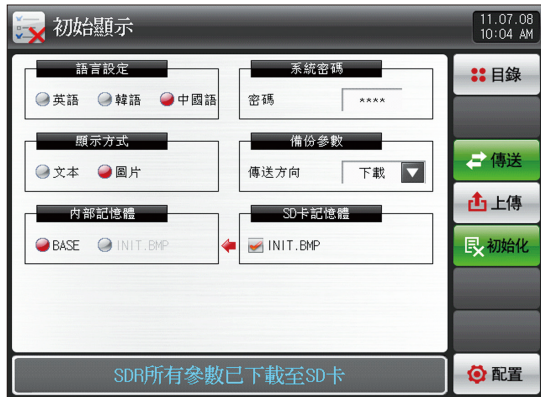 初始顯示
11.07.08
10:04 AM
語言設定
英語 韓語 中國語
系統密碼
密碼 ****
顯示方式
文本 圖片
備份參數
傳送方向 下載
内部記憶體
BASE INIT.BMP
SD卡記憶體
INIT.BMP
目錄
傳送
上傳
初始化
配置
SDR所有參數已下載至SD卡